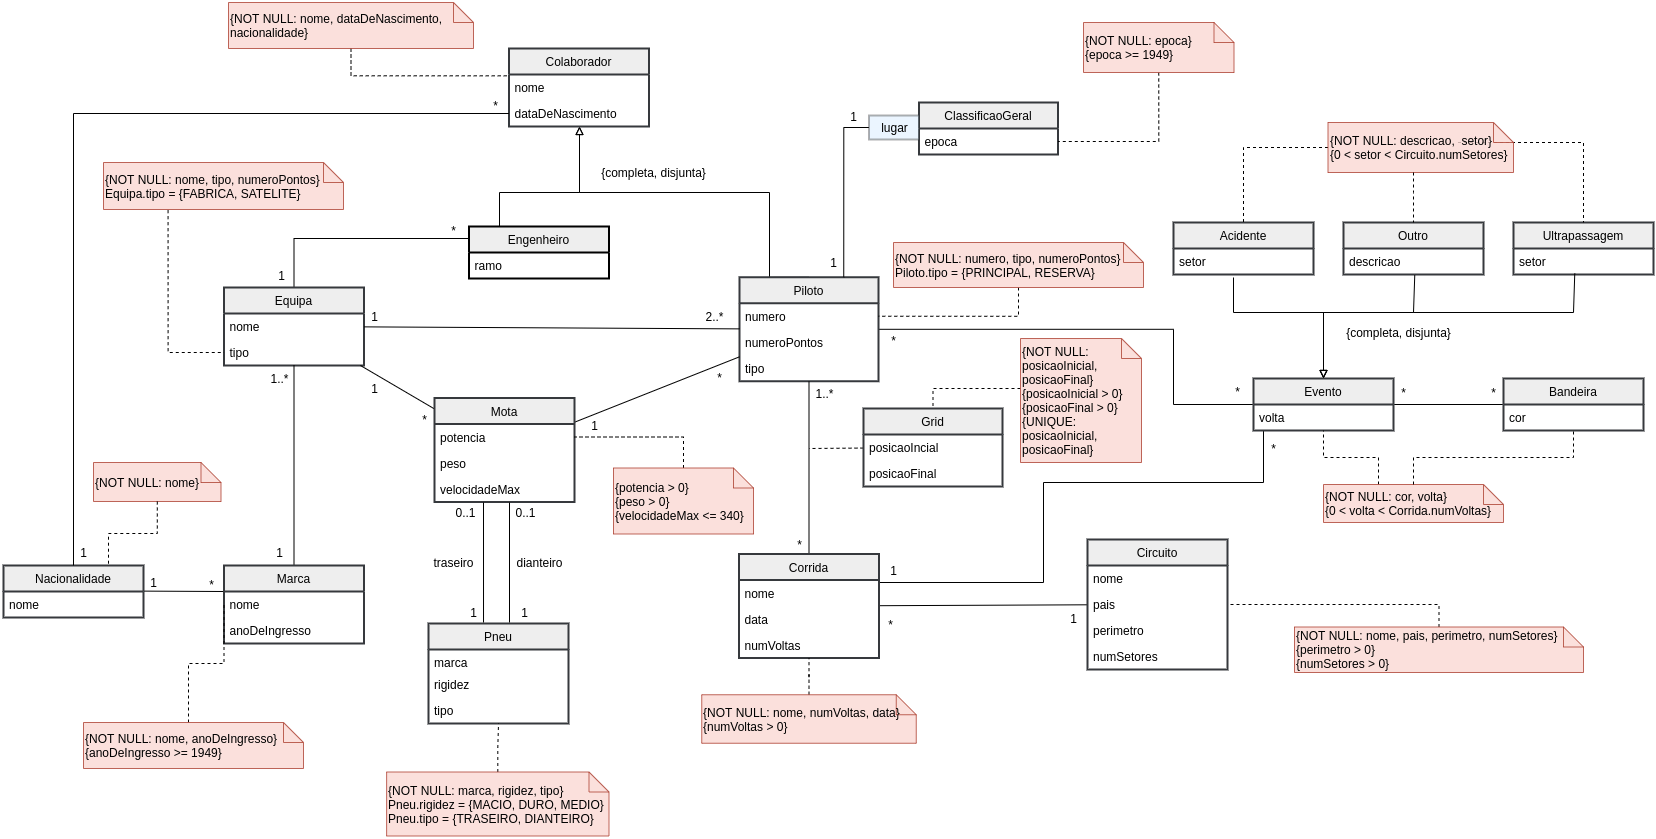 {NOT NULL: nome, dataDeNascimento,
nacionalidade}
Colaborador
nome
dataDeNascimento
*
{NOT NULL: epoca}
{epoca >= 1949}
1
lugar
ClassificaoGeral
epoca
1
{completa, disjunta}
{NOT NULL: descricao,  setor}
{0 < setor < Circuito.numSetores}
Acidente
setor
Outro
descricao
Ultrapassagem
setor
{completa, disjunta}
{NOT NULL: nome, tipo, numeroPontos}
Equipa.tipo = {FABRICA, SATELITE}
*
Engenheiro
ramo
1
Equipa
nome
tipo
1
2..*
Piloto
numero
numeroPontos
tipo
{NOT NULL: numero, tipo, numeroPontos}
Piloto.tipo = {PRINCIPAL, RESERVA}
*
*
Evento
volta
*
*
Bandeira
cor
*
{NOT NULL: cor, volta}
{0 < volta < Corrida.numVoltas}
1..*
1
*
Mota
potencia
peso
velocidadeMax
1
*
{potencia > 0}
{peso > 0}
{velocidadeMax <= 340}
1..*
Grid
posicaoIncial
posicaoFinal
{NOT NULL:
posicaoInicial,
posicaoFinal}
{posicaoInicial > 0}
{posicaoFinal > 0}
{UNIQUE:
posicaoInicial,
posicaoFinal}
{NOT NULL: nome}
1
Nacionalidade
nome
1
*
1
Marca
nome
anoDeIngresso
{NOT NULL: nome, anoDeIngresso}
{anoDeIngresso >= 1949}
0..1
0..1
traseiro
dianteiro
1
1
Pneu
marca
rigidez
tipo
{NOT NULL: marca, rigidez, tipo}
Pneu.rigidez = {MACIO, DURO, MEDIO}
Pneu.tipo = {TRASEIRO, DIANTEIRO}
*
Corrida
nome
data
numVoltas
1
*
1
{NOT NULL: nome, numVoltas, data}
{numVoltas > 0}
Circuito
nome
pais
perimetro
numSetores
{NOT NULL: nome, pais, perimetro, numSetores}
{perimetro > 0}
{numSetores > 0}